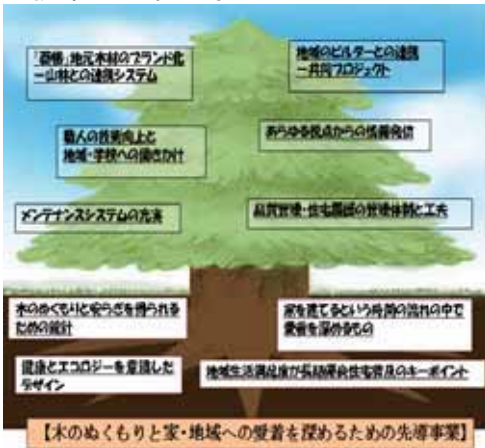 地元木材のブランド化
ー山林との連携システム
地域のビルダーとの連携
ー共同プロジェクト
職人の技術向上と
地域・学校への働きかけ
あらゆる視点からの情報発信
メンテナンスシステムの充実
品質管理・住宅履歴の管理体制と工夫
木のぬくもりと安らぎを得られる
ための設計
家を建てるという時間の流れの中で
愛着を深めるもの
健康とエコロジーを意識した
デザイン
地域生活満足度が長期優良住宅普及のキーポイント
【木のぬくもりと家・地域への愛着を深めるための先導事業】